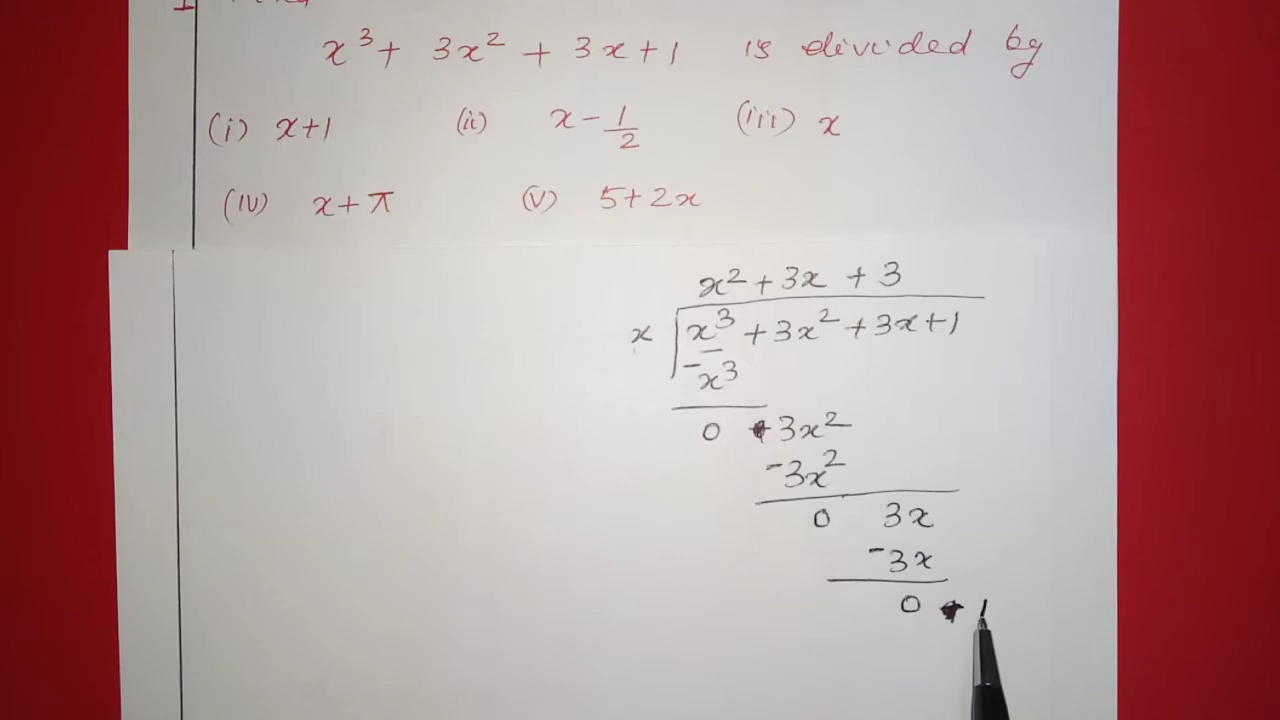 x³ + 3x² + 3x + 1 is divided by
(i) x+1 (ii) x - 1/2 (iii) x
(IV) x + π (V) 5 + 2x
x² + 3x + 3
x x³ + 3x² + 3x + 1
- x³
0 3x²
- 3x²
0 3x
- 3x
0 1